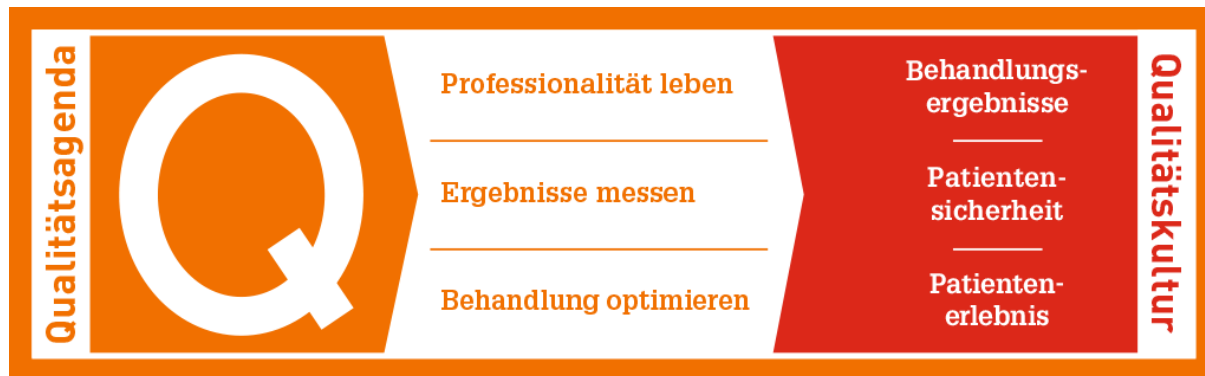 Qualitätsagenda
Q
Professionalität leben
Ergebnisse messen
Behandlung optimieren
Behandlungs-
ergebnisse
Patienten-
sicherheit
Patienten-
erlebnis
Qualitätskultur